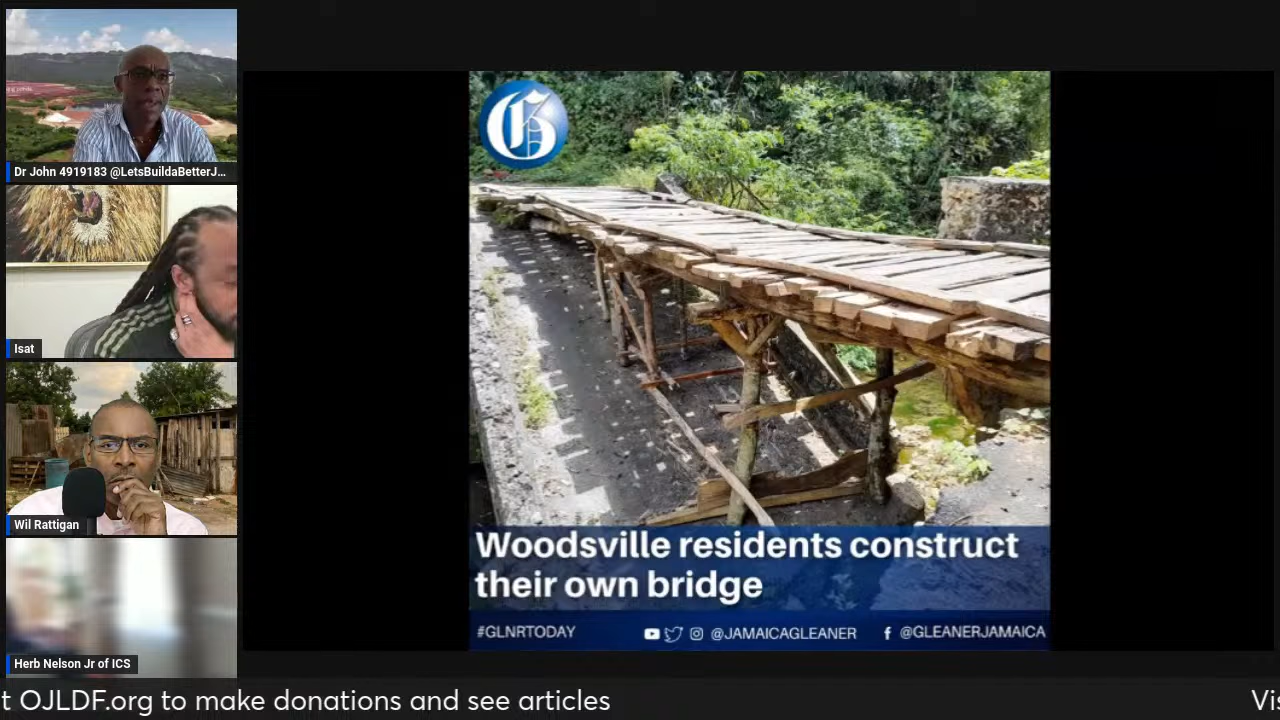 Dr John 4919183 @LetsBuildaBetterJ…
Isat
Wil Rattigan
Herb Nelson Jr of ICS
G
Woodsville residents construct
their own bridge
#GLNRTODAY
@JAMAICAGLEANER
@GLEANERJAMAICA
t OJLDF.org to make donations and see articles
Vis